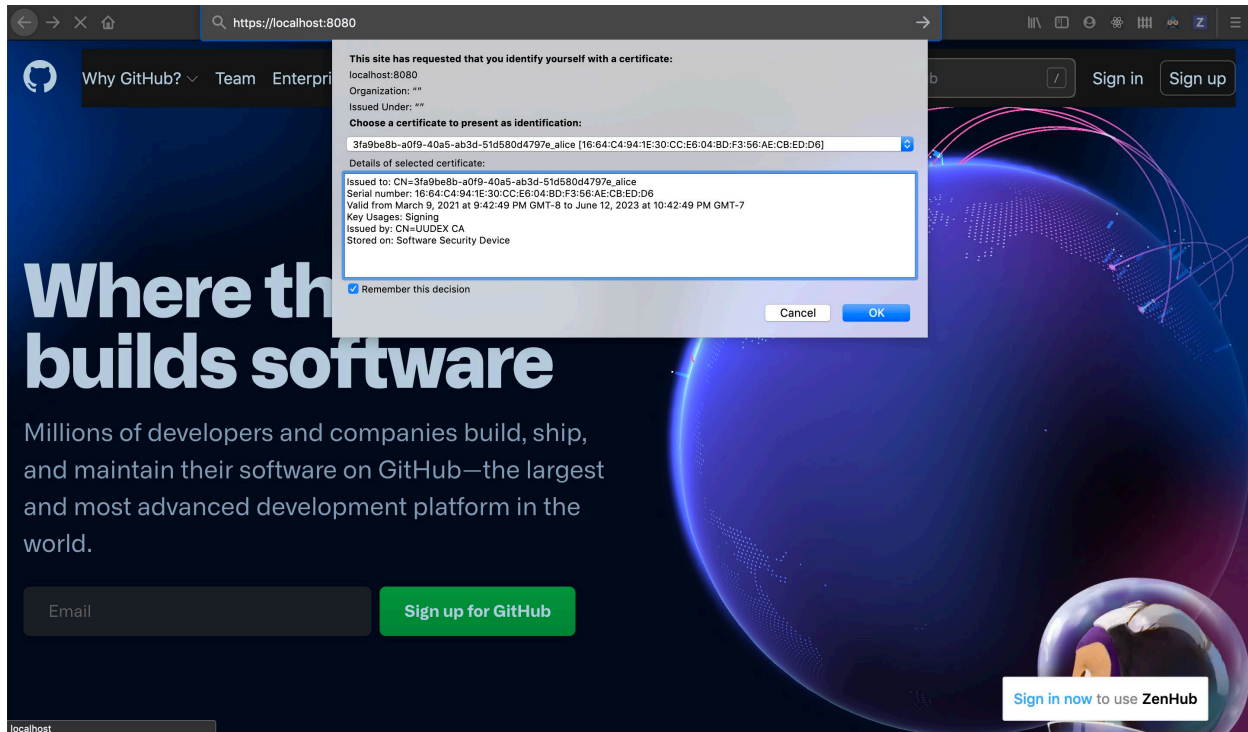 https://localhost:8080
Why GitHub? Team Enterpri
b / Sign in Sign up
This site has requested that you identify yourself with a certificate:
localhost:8080
Organization: “”
Issued Under: “”
Choose a certificate to present as identification:
3fa9be8b-a0f9-40a5-ab3d-51d580d4797e_alice [16:64:C4:94:1E:30:CC:E6:04:BD:F3:56:AE:CB:ED:D6]
Details of selected certificate:
Issued to: CN=3fa9be8b-a0f9-40a5-ab3d-51d580d4797e_alice
Serial number: 16:64:C4:94:1E:30:CC:E6:04:BD:F3:56:AE:CB:ED:D6
Valid from March 9, 2021 at 9:42:49 PM GMT-8 to June 12, 2023 at 10:42:49 PM GMT-7
Key Usages: Signing
Issued by: CN=UUDEX CA
Stored on: Software Security Device
Remember this decision
Cancel OK
Where th
builds software
Millions of developers and companies build, ship,
and maintain their software on GitHub—the largest
and most advanced development platform in the
world.
Email
Sign up for GitHub
Sign in now to use ZenHub
localhost
Z